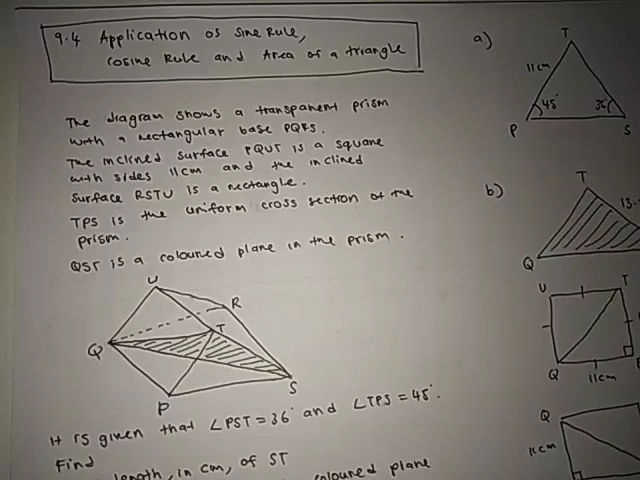 9.4 Application of Sine Rule,
cosine Rule and Area of a triangle
The diagram shows a transparent prism
with a rectangular base PQRS.
The inclined surface PQUT is a square
with sides 11cm and the inclined
surface RSTU is a rectangle.
TPS is the uniform cross section of the
prism.
QST is a coloured plane in the prism.
U
R
Q
T
P
S
It is given that ∠PST = 36° and ∠TPS = 45°.
Find
length, in cm, of ST
coloured plane
a)
T
11cm
45°
36°
P
S
b)
T
13.
Q
U
T
Q
11cm
Q
11cm